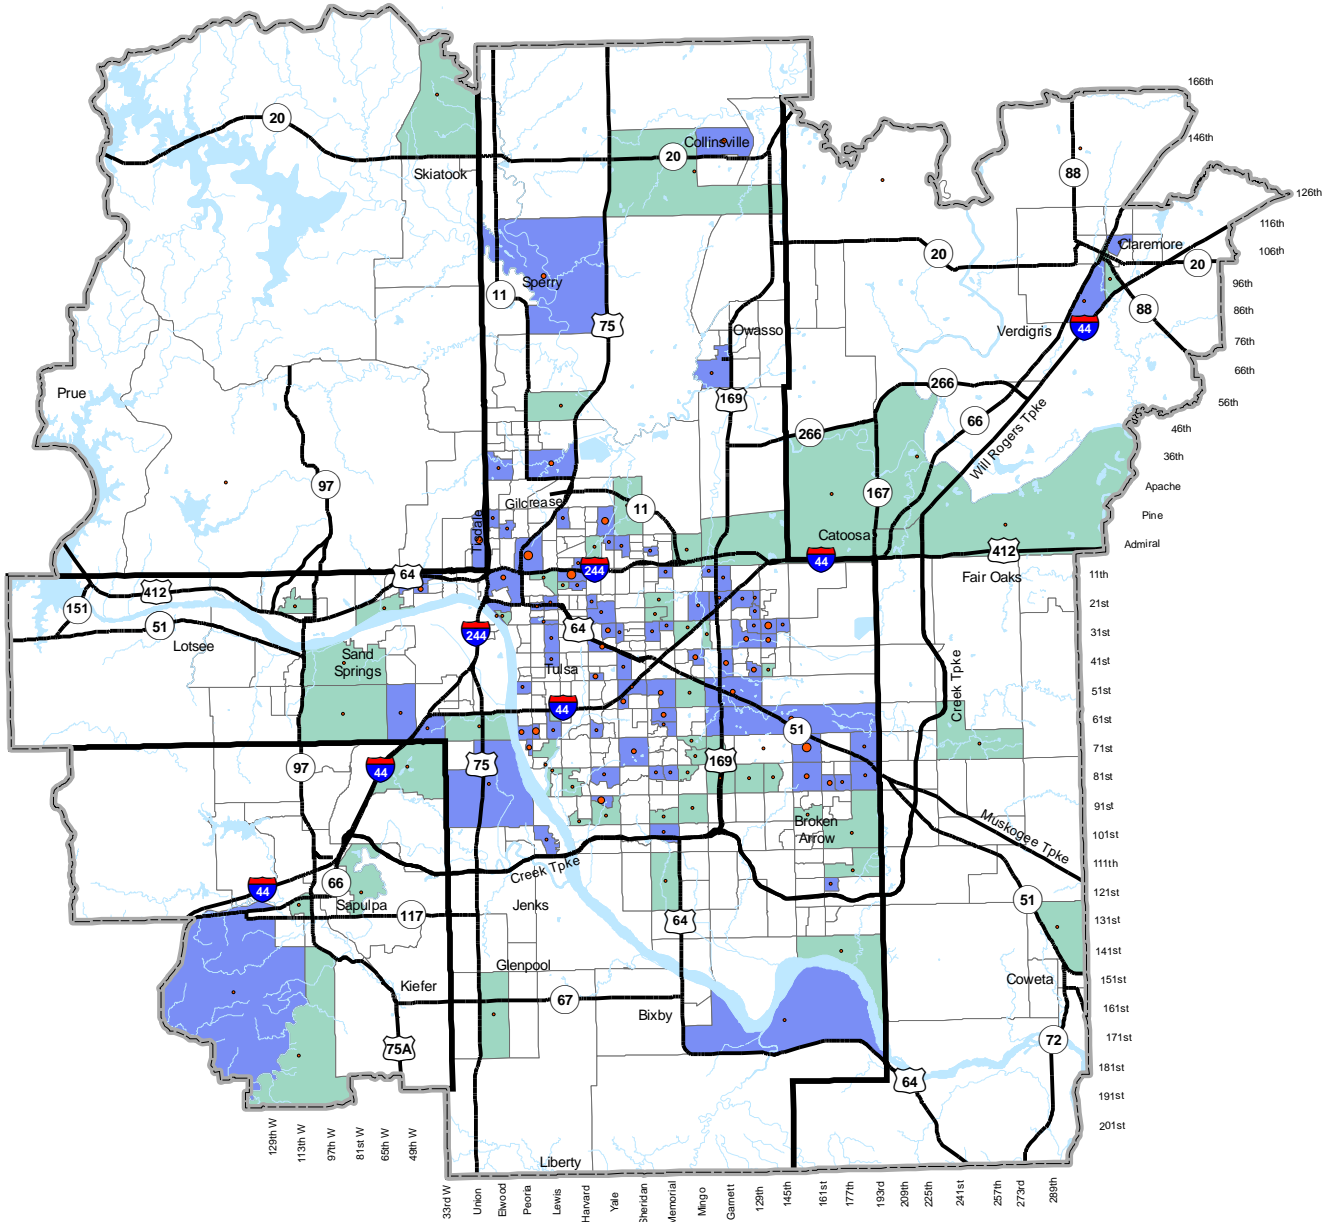 166th
20
146th
Collinsville
20
88
Skiatook
126th
116th
Claremore
106th
20
20
Sperry
96th
11
88
86th
75
Owasso
Verdigris
44
76th
66th
266
Prue
169
56th
66
46th
266
Will Rogers Tpke
36th
97
167
Apache
Gilcrease
11
Pine
Tisdale
Catoosa
Admiral
412
44
244
64
Fair Oaks
11th
412
151
21st
51
64
244
31st
Lotsee
Sand
Springs
41st
Tulsa
Creek Tpke
51st
44
61st
51
71st
97
44
75
169
81st
91st
Broken
Arrow
Muskogee Tpke
101st
111th
Creek Tpke
66
44
121st
51
Sapulpa
Jenks
117
64
131st
141st
Glenpool
Coweta
151st
Kiefer
67
Bixby
161st
171st
72
75A
181st
64
191st
201st
129th W
113th W
97th W
81st W
65th W
49th W
Liberty
33rd W
Union
Elwood
Peoria
Lewis
Harvard
Yale
Sheridan
Memorial
Mingo
Garnett
129th
145th
161st
177th
193rd
209th
225th
241st
257th
273rd
289th